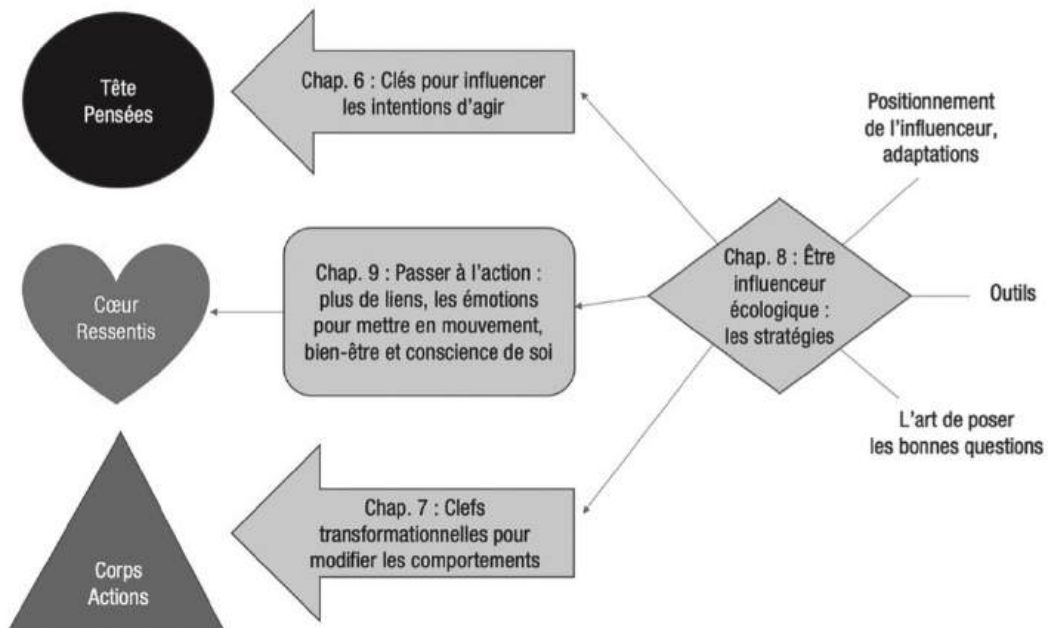 Tête
Pensées
Chap. 6 : Clés pour influencer
les intentions d'agir
Positionnement
de l'influenceur,
adaptations
Cœur
Ressentis
Chap. 9 : Passer à l'action :
plus de liens, les émotions
pour mettre en mouvement,
bien-être et conscience de soi
Chap. 8 : Être
influenceur
écologique :
les stratégies
Outils
L'art de poser
les bonnes questions
Corps
Actions
Chap. 7 : Clefs
transformationnelles pour
modifier les comportements